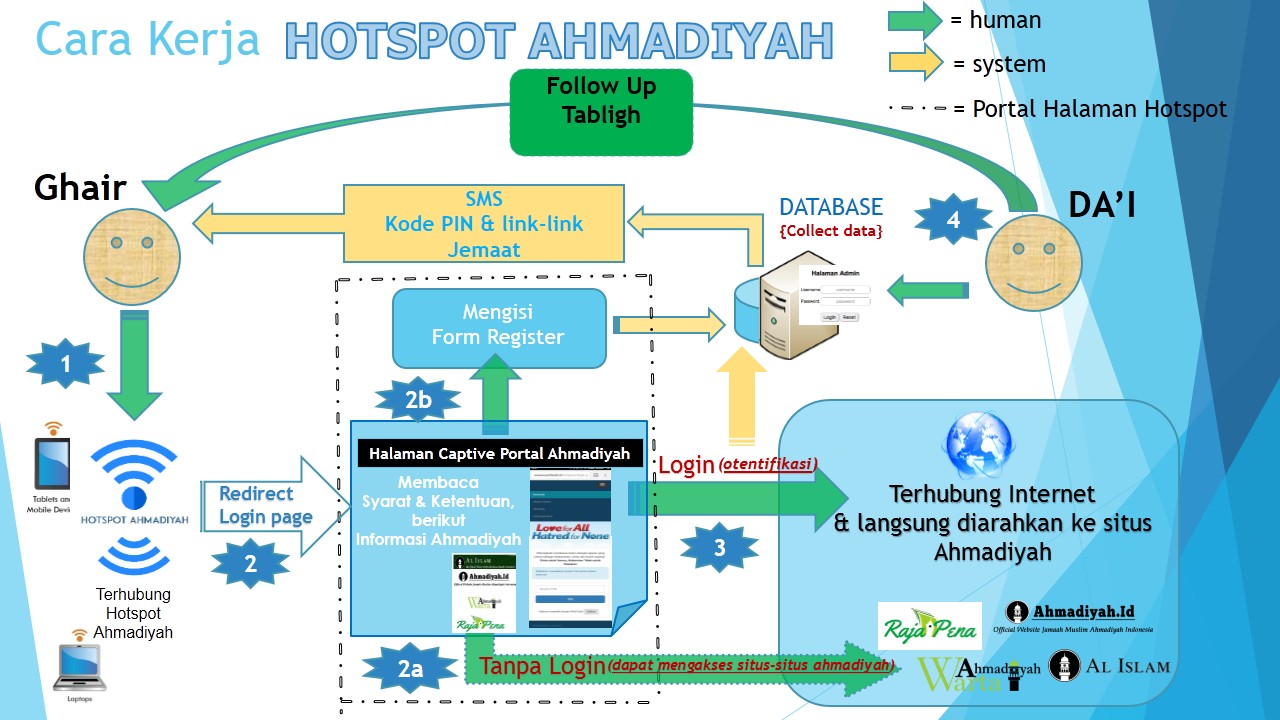 Cara Kerja HOTSPOT AHMADIYAH
= human
= system
= Portal Halaman Hotspot
Follow Up
Tabligh
Ghair
DA'I
4
SMS
Kode PIN & link-link
Jemaat
DATABASE
{Collect data}
Halaman Admin
Username
username
Password
password
Login
Reset
Mengisi
Form Register
1
2b
Halaman Captive Portal Ahmadiyah
Membaca
Syarat & Ketentuan,
berikut
Informasi Ahmadiyah
Love for All
Hatred for None
AL ISLAM
Ahmadiyah.Id
Warta Ahmadiyah
Raja Pena
Tablets an
Mobile Devi
HOTSPOT AHMADIYAH
Terhubung
Hotspot
Ahmadiyah
Laptops
Redirect
Login page
2
Login (otentifikasi)
3
Terhubung Internet
& langsung diarahkan ke situs
Ahmadiyah
2a
Tanpa Login (dapat mengakses situs-situs ahmadiyah)
Raja Pena
Ahmadiyah.Id
Official Website Jamaah Muslim Ahmadiyah Indonesia
Warta Ahmadiyah
AL ISLAM